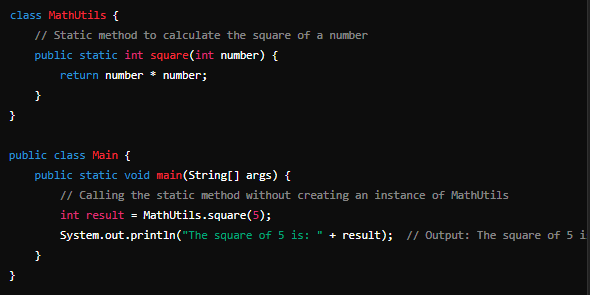 class MathUtils {
    // Static method to calculate the square of a number
    public static int square(int number) {
        return number * number;
    }
}

public class Main {
    public static void main(String[] args) {
        // Calling the static method without creating an instance of MathUtils
        int result = MathUtils.square(5);
        System.out.println("The square of 5 is: " + result);  // Output: The square of 5 i
    }
}